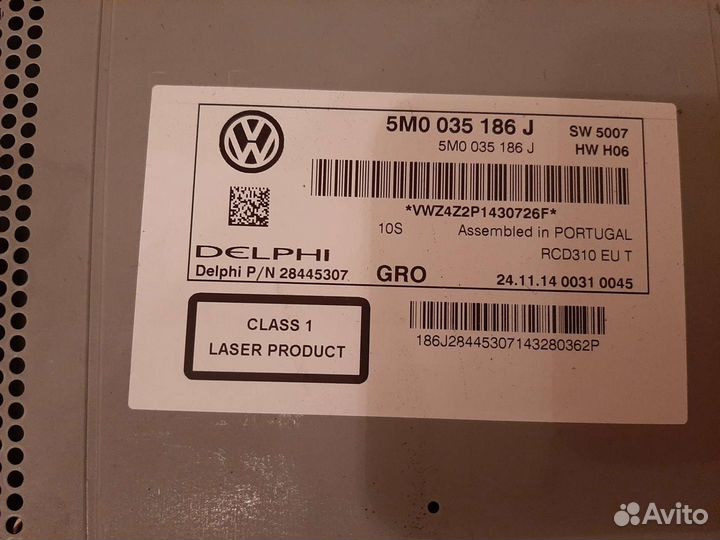 5M0 035 186 J SW 5007
5M0 035 186 J HW H06
*VWZ4Z2P1430726F*
10S Assembled in PORTUGAL
DELPHI RCD310 EU T
Delphi P/N 28445307 GRO 24.11.14 0031 0045
CLASS 1
LASER PRODUCT
186J28445307143280362P
Avito